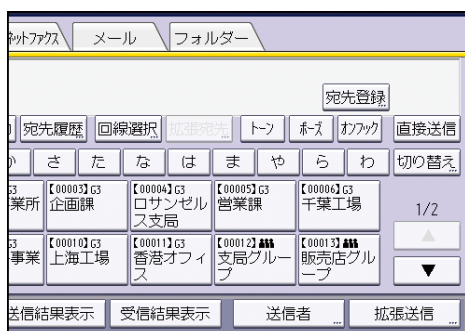 ネットファクス メール フォルダー
宛先登録
宛先履歴 回線選択 拡張宛先 トーン ポーズ オンフック 直接送信
か さ た な は ま や ら わ 切り替え
G3 【00003】G3 【00004】G3 【00005】G3 【00006】G3
業所 企画課 ロサンゼル 営業課 千葉工場 1/2
ス支局
G3 【00010】G3 【00011】G3 【00012】 【00013】
事業 上海工場 香港オフィ 支局グルー 販売店グル
ス プ ープ
送信結果表示 受信結果表示 送信者 拡張送信